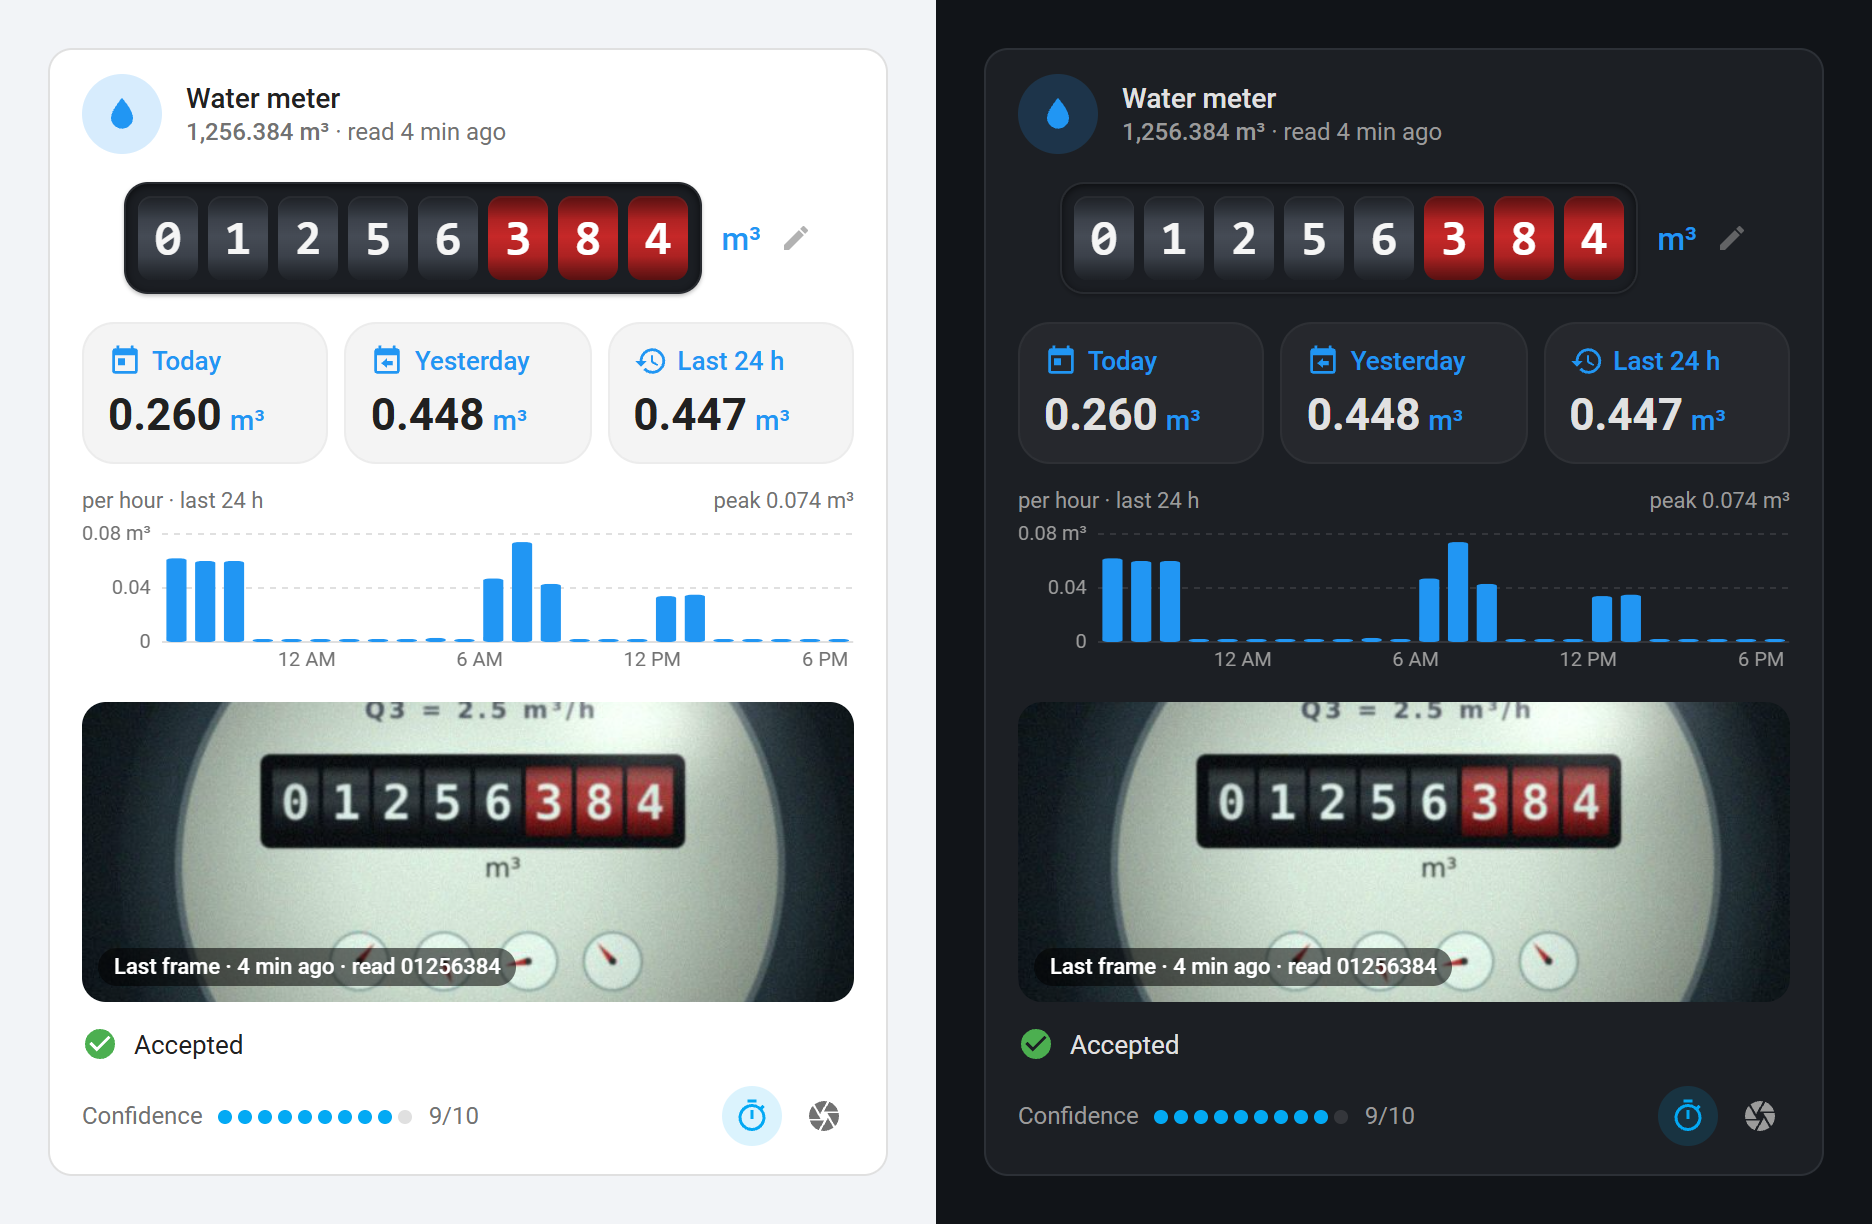 Water meter
1,256.384 m³ · read 4 min ago
0 1 2 5 6 3 8 4 m³
Today
0.260 m³
Yesterday
0.448 m³
Last 24 h
0.447 m³
per hour · last 24 h
peak 0.074 m³
0.08 m³
0.04
0
12 AM 6 AM 12 PM 6 PM
Q3 = 2.5 m³/h
0 1 2 5 6 3 8 4
m³
Last frame · 4 min ago · read 01256384
Accepted
Confidence 9/10
Water meter
1,256.384 m³ · read 4 min ago
0 1 2 5 6 3 8 4 m³
Today
0.260 m³
Yesterday
0.448 m³
Last 24 h
0.447 m³
per hour · last 24 h
peak 0.074 m³
0.08 m³
0.04
0
12 AM 6 AM 12 PM 6 PM
Q3 = 2.5 m³/h
0 1 2 5 6 3 8 4
m³
Last frame · 4 min ago · read 01256384
Accepted
Confidence 9/10